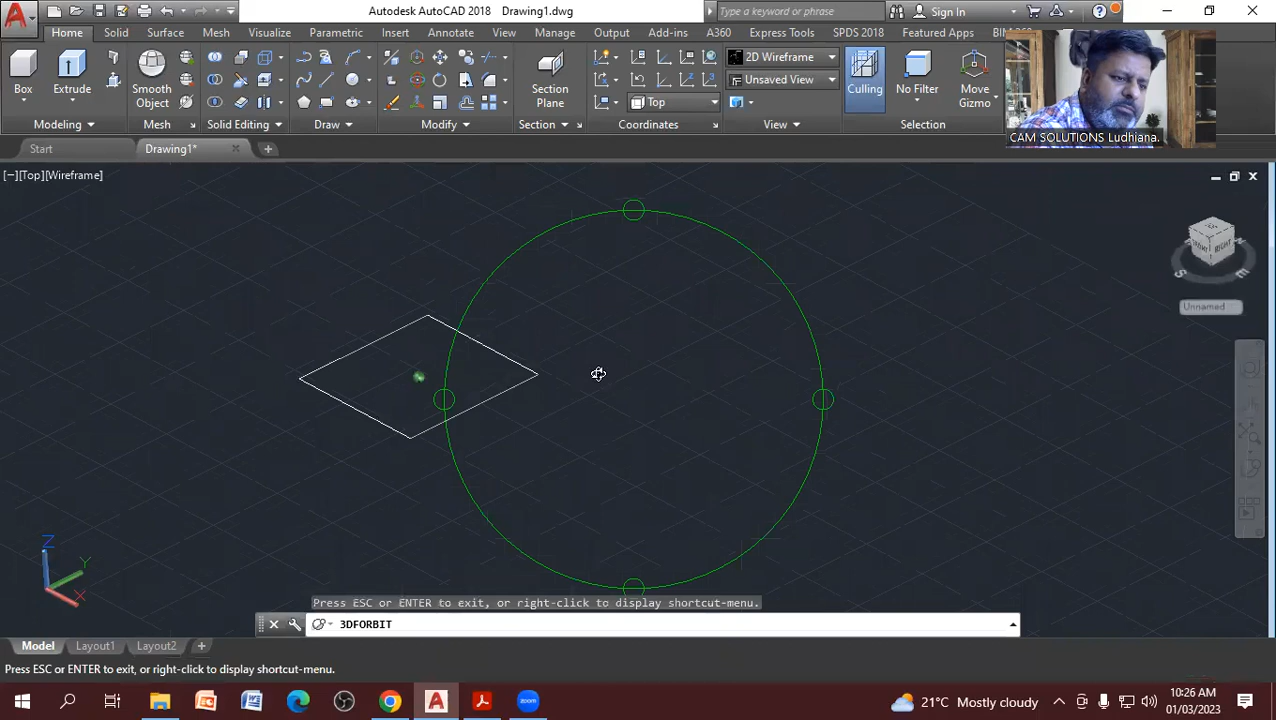 Autodesk AutoCAD 2018 Drawing1.dwg
Type a keyword or phrase
Sign In
Home Solid Surface Mesh Visualize Parametric Insert Annotate View Manage Output Add-ins A360 Express Tools SPDS 2018 Featured Apps BIM
Box
Extrude
Smooth
Object
Section
Plane
2D Wireframe
Unsaved View
Top
Culling
No Filter
Move
Gizmo
Modeling Mesh Solid Editing Draw Modify Section Coordinates View Selection
CAM SOLUTIONS Ludhiana.
Start
Drawing1*
[−][Top][Wireframe]
RIGHT
S
E
Unnamed
Z
Y
X
Press ESC or ENTER to exit, or right-click to display shortcut-menu.
3DFORBIT
Model Layout1 Layout2
Press ESC or ENTER to exit, or right-click to display shortcut-menu.
21°C Mostly cloudy
10:26 AM
01/03/2023